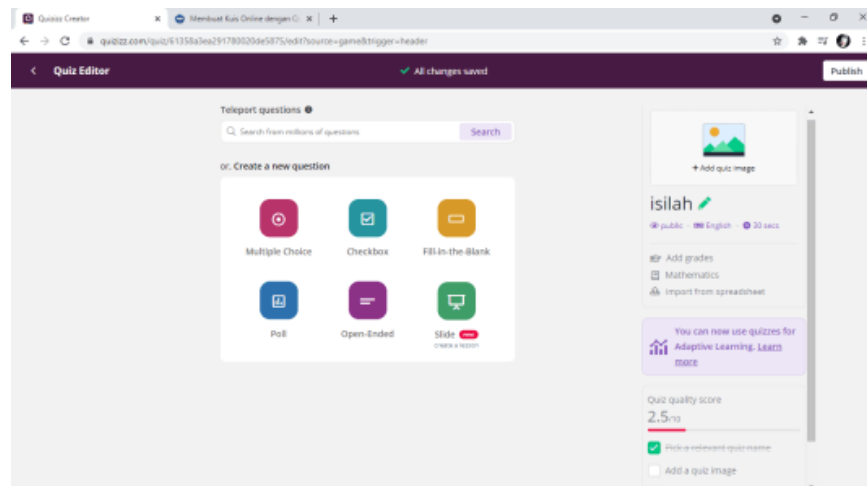 Quizizz Creator
Membuat Kuis Online dengan Q
quizizz.com/quiz/61358a3ea291780020de5875/edit?source=game&trigger=header
Quiz Editor
All changes saved
Publish
Teleport questions
Search from millions of questions
Search
or, Create a new question
Multiple Choice
Checkbox
Fill-in-the-Blank
Poll
Open-Ended
Slide new
create a lesson
+ Add quiz image
isilah
public - English - 30 secs
Add grades
Mathematics
Import from spreadsheet
You can now use quizzes for
Adaptive Learning. Learn
more
Quiz quality score
2.5/10
Pick a relevant quiz name
Add a quiz image